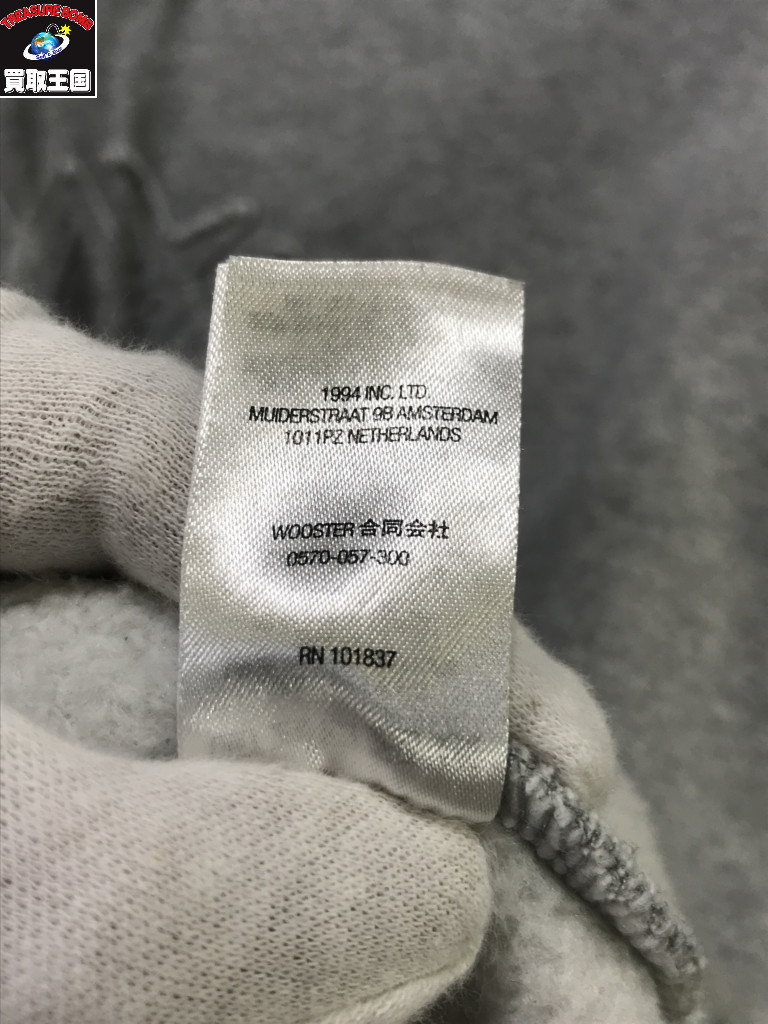 TREASURE BOMB
買取王国
1994 INC. LTD
MUIDERSTRAAT 9B AMSTERDAM
1011PZ NETHERLANDS
WOOSTER 合同会社
0570-057-300
RN 101837